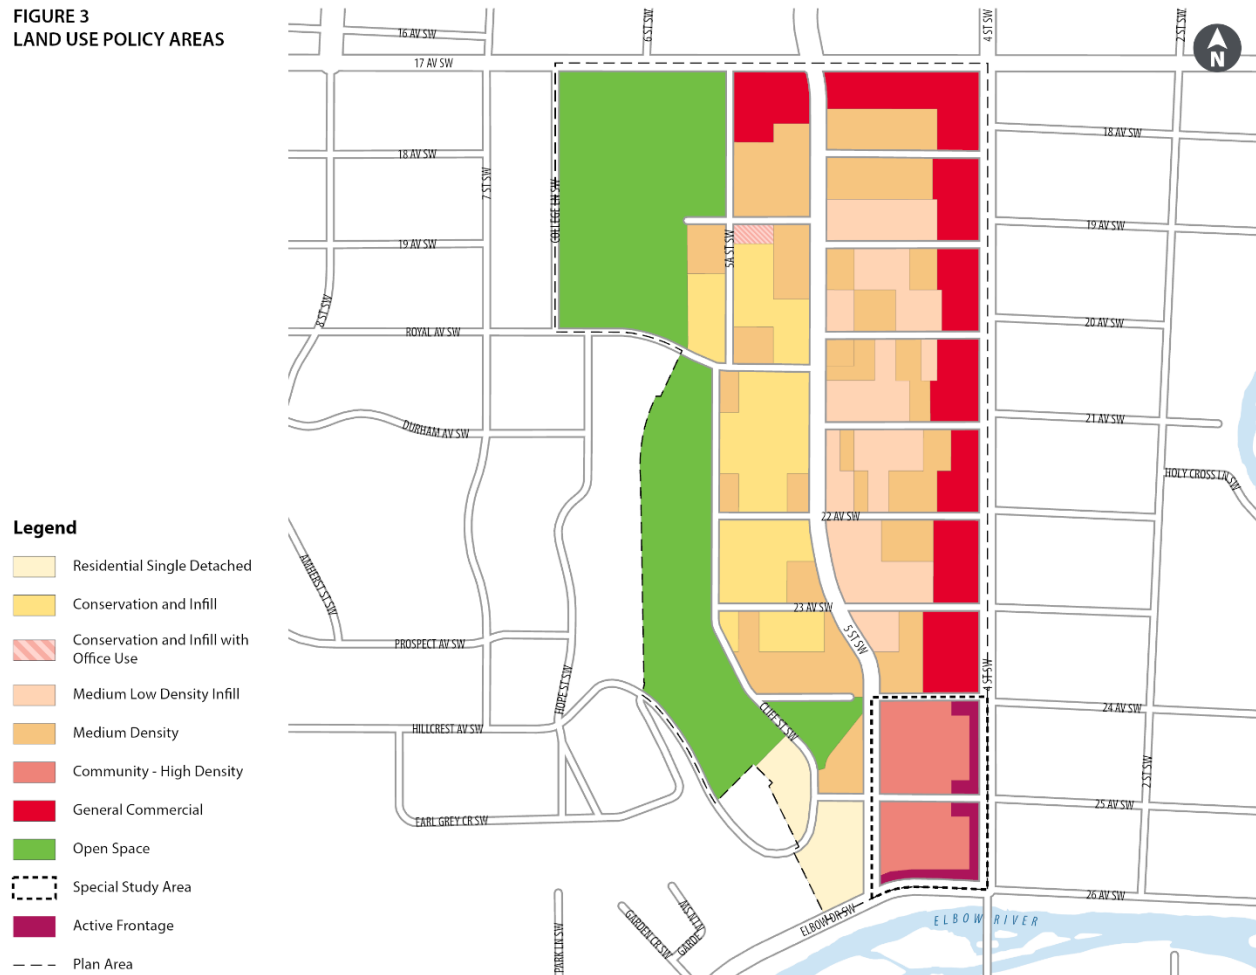 FIGURE 3
LAND USE POLICY AREAS
16 AV SW
6 ST SW
4 ST SW
2 ST SW
N
17 AV SW
18 AV SW
18 AV SW
7 ST SW
COLLEGE LN SW
19 AV SW
19 AV SW
5A ST SW
8 ST SW
ROYAL AV SW
20 AV SW
DURHAM AV SW
21 AV SW
HOLY CROSS LN SW
22 AV SW
Legend
Residential Single Detached
Conservation and Infill
Conservation and Infill with
Office Use
Medium Low Density Infill
Medium Density
Community - High Density
General Commercial
Open Space
Special Study Area
Active Frontage
Plan Area
AMHERST ST SW
23 AV SW
PROSPECT AV SW
5 ST SW
4 ST SW
HOPE ST SW
HILLCREST AV SW
CLIFF ST SW
24 AV SW
2 ST SW
25 AV SW
EARL GREY CR SW
26 AV SW
ELBOW DR SW
ELBOW RIVER
GARDEN CR SW
PARK LN SW